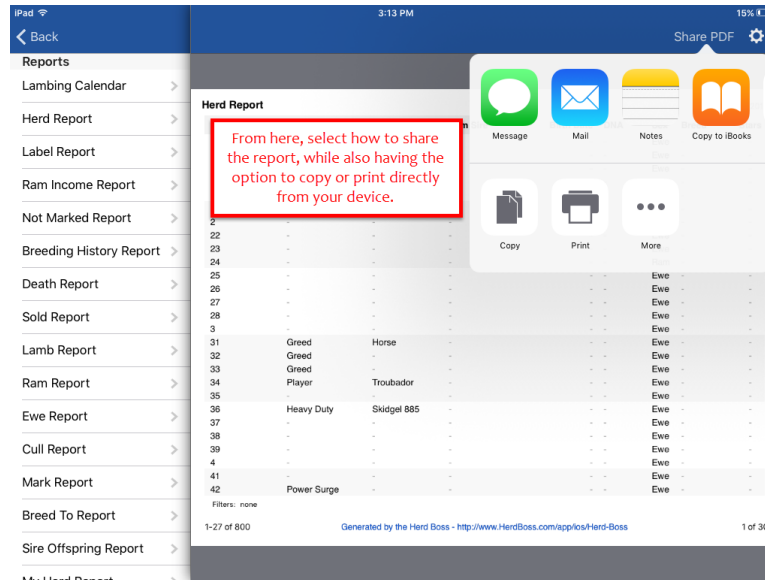 iPad 3:13 PM 15%
Back Share PDF
Reports
Lambing Calendar
Herd Report
Label Report
Ram Income Report
Not Marked Report
Breeding History Report
Death Report
Sold Report
Lamb Report
Ram Report
Ewe Report
Cull Report
Mark Report
Breed To Report
Sire Offspring Report
My Herd Report
Herd Report
From here, select how to share
the report, while also having the
option to copy or print directly
from your device.
Message Mail Notes Copy to iBooks
Copy Print More
2 -
22 - - -
23 - - -
24 - - -
25 - - - - - Ewe - -
26 - - - - - Ewe - -
27 - - - - - Ewe - -
28 - - - - - Ewe - -
3 - - - - - Ewe - -
31 Greed Horse - - - Ewe - -
32 Greed - - - - Ewe - -
33 Greed - - - - Ewe - -
34 Player Troubador - - - Ewe - -
35 - - - - - Ewe - -
36 Heavy Duty Skidgel 885 - - - Ewe - -
37 - - - - - Ewe - -
38 - - - - - Ewe - -
39 - - - - - Ewe - -
4 - - - - - Ewe - -
41 - - - - - Ewe - -
42 Power Surge - - - - Ewe - -
Filters: none
1-27 of 800 Generated by the Herd Boss - http://www.HerdBoss.com/app/ios/Herd-Boss 1 of 30